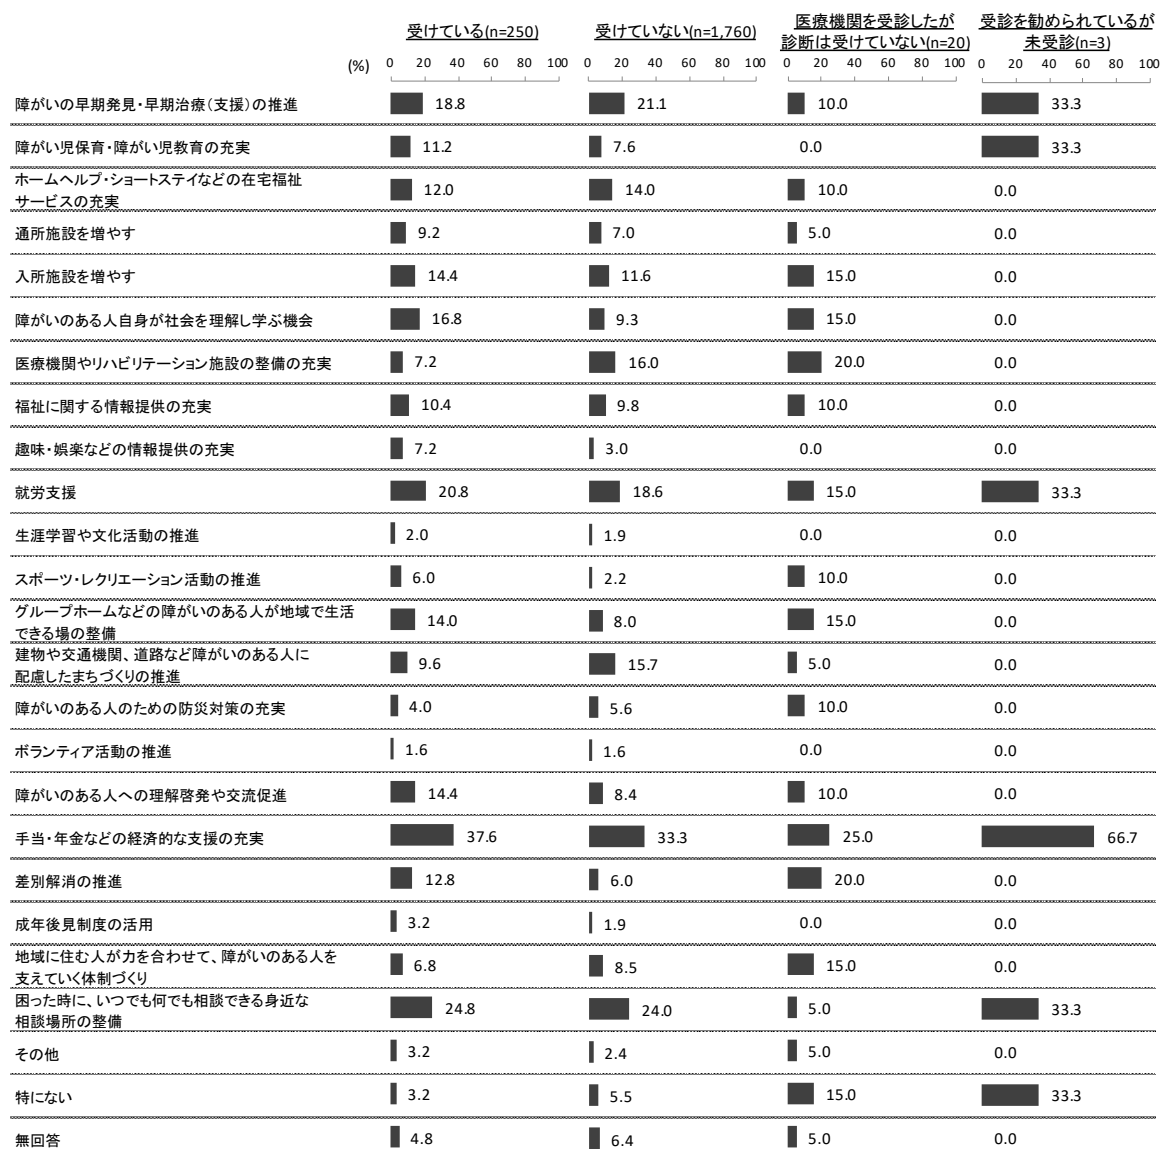 受けている(n=250)
受けていない(n=1,760)
医療機関を受診したが
診断は受けていない(n=20)
受診を勧められているが
未受診(n=3)
(%) 0 20 40 60 80 100 0 20 40 60 80 100 0 20 40 60 80 100 0 20 40 60 80 100
障がいの早期発見・早期治療（支援）の推進 18.8 21.1 10.0 33.3
障がい児保育・障がい児教育の充実 11.2 7.6 0.0 33.3
ホームヘルプ・ショートステイなどの在宅福祉
サービスの充実 12.0 14.0 10.0 0.0
通所施設を増やす 9.2 7.0 5.0 0.0
入所施設を増やす 14.4 11.6 15.0 0.0
障がいのある人自身が社会を理解し学ぶ機会 16.8 9.3 15.0 0.0
医療機関やリハビリテーション施設の整備の充実 7.2 16.0 20.0 0.0
福祉に関する情報提供の充実 10.4 9.8 10.0 0.0
趣味・娯楽などの情報提供の充実 7.2 3.0 0.0 0.0
就労支援 20.8 18.6 15.0 33.3
生涯学習や文化活動の推進 2.0 1.9 0.0 0.0
スポーツ・レクリエーション活動の推進 6.0 2.2 10.0 0.0
グループホームなどの障がいのある人が地域で生活
できる場の整備 14.0 8.0 15.0 0.0
建物や交通機関、道路など障がいのある人に
配慮したまちづくりの推進 9.6 15.7 5.0 0.0
障がいのある人のための防災対策の充実 4.0 5.6 10.0 0.0
ボランティア活動の推進 1.6 1.6 0.0 0.0
障がいのある人への理解啓発や交流促進 14.4 8.4 10.0 0.0
手当・年金などの経済的な支援の充実 37.6 33.3 25.0 66.7
差別解消の推進 12.8 6.0 20.0 0.0
成年後見制度の活用 3.2 1.9 0.0 0.0
地域に住む人が力を合わせて、障がいのある人を
支えていく体制づくり 6.8 8.5 15.0 0.0
困った時に、いつでも何でも相談できる身近な
相談場所の整備 24.8 24.0 5.0 33.3
その他 3.2 2.4 5.0 0.0
特にない 3.2 5.5 15.0 33.3
無回答 4.8 6.4 5.0 0.0